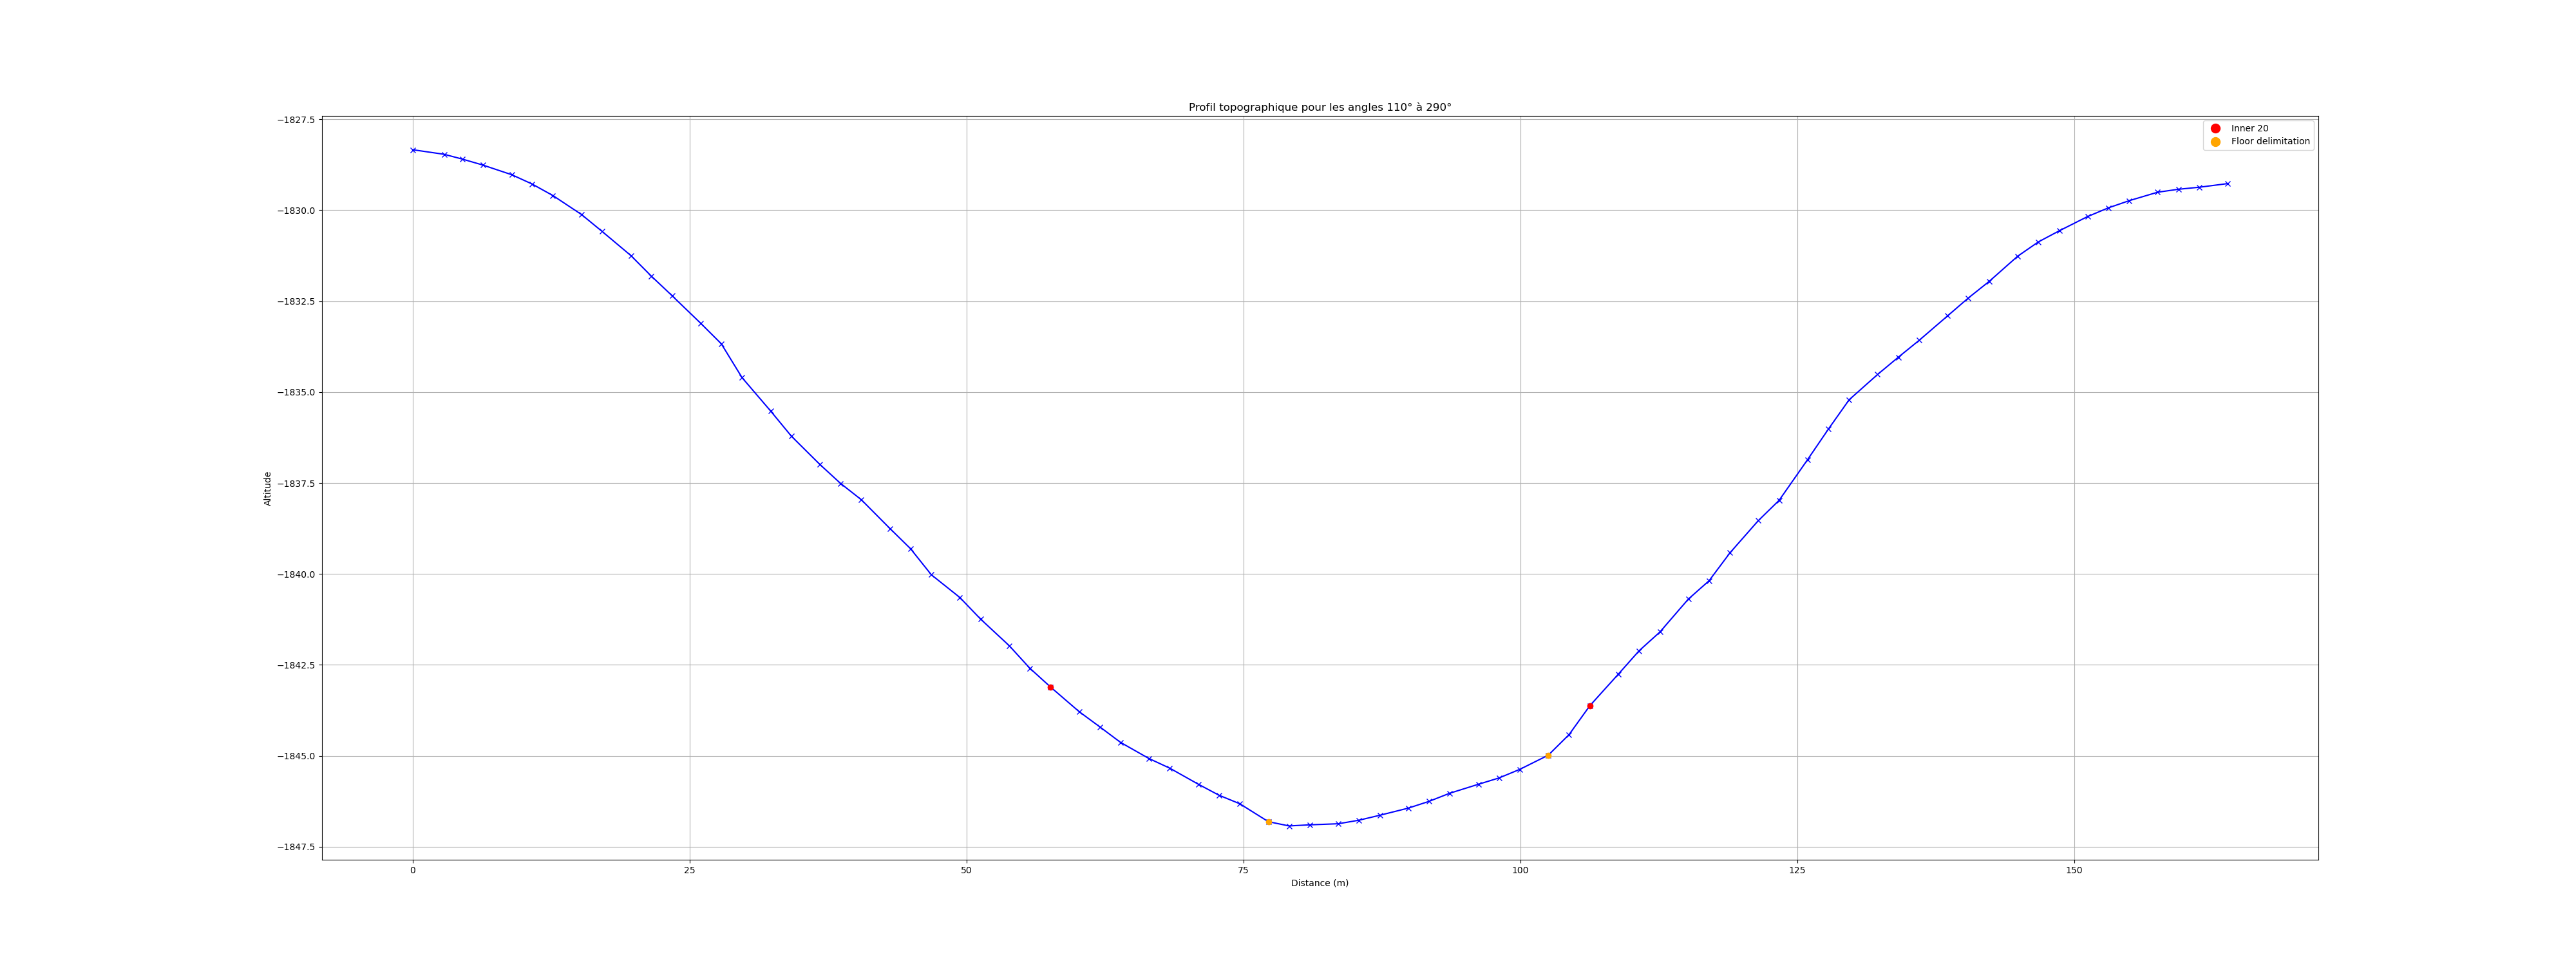 Profil topographique pour les angles 110° à 290°
Inner 20
Floor delimitation
Altitude
−1827.5
−1830.0
−1832.5
−1835.0
−1837.5
−1840.0
−1842.5
−1845.0
−1847.5
0 25 50 75 100 125 150
Distance (m)